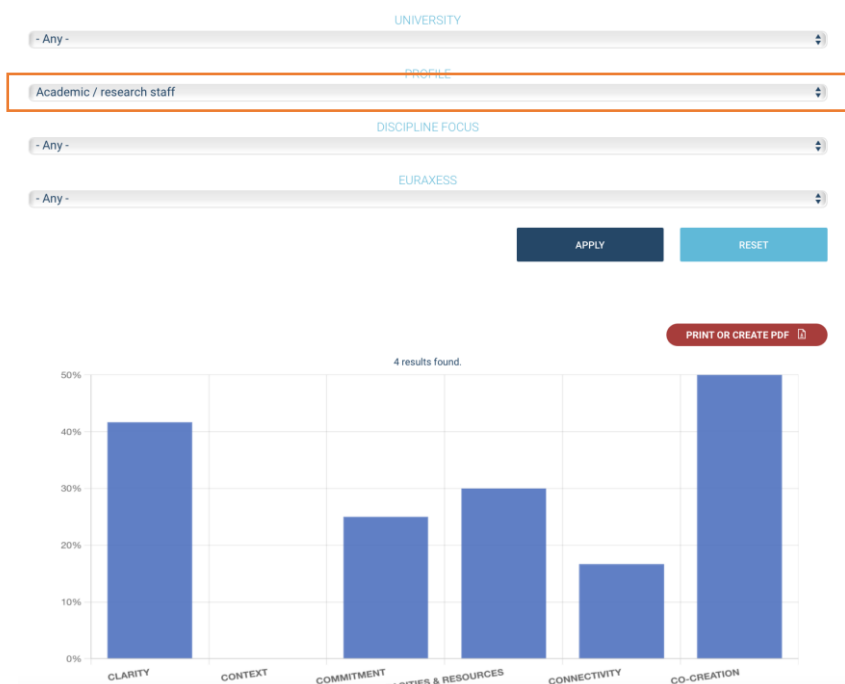 UNIVERSITY
- Any -
PROFILE
Academic / research staff
DISCIPLINE FOCUS
- Any -
EURAXESS
- Any -
APPLY RESET
PRINT OR CREATE PDF
4 results found.
50%
40%
30%
20%
10%
0%
CLARITY CONTEXT COMMITMENT & RESOURCES CONNECTIVITY CO-CREATION